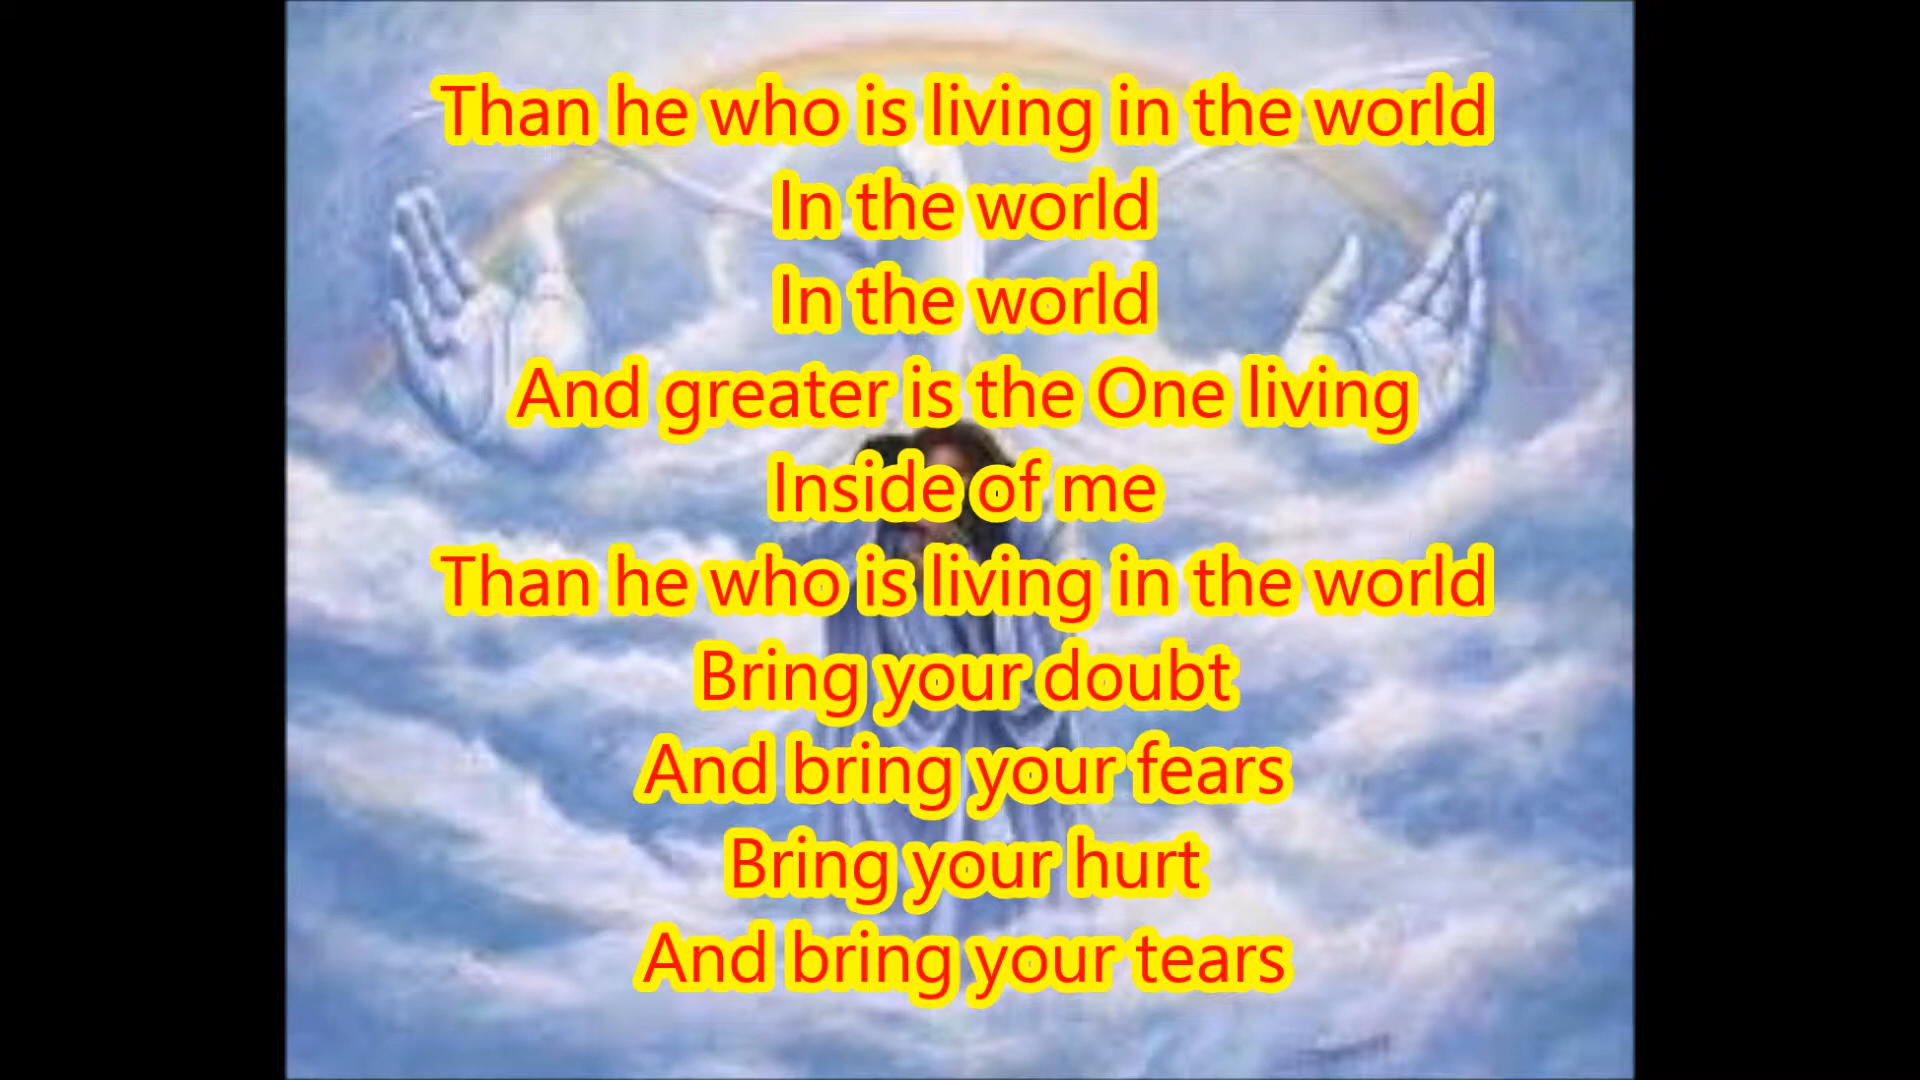 Than he who is living in the world
In the world
In the world
And greater is the One living
Inside of me
Than he who is living in the world
Bring your doubt
And bring your fears
Bring your hurt
And bring your tears